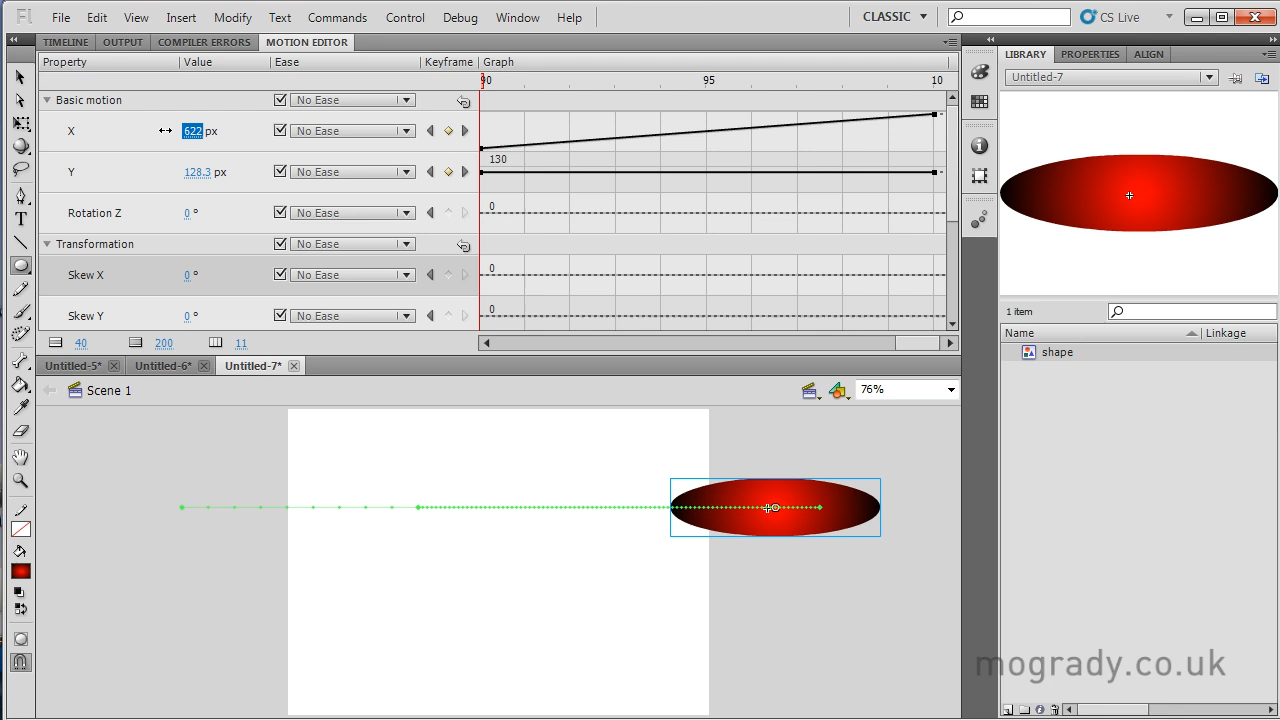 Fl File Edit View Insert Modify Text Commands Control Debug Window Help CLASSIC CS Live
TIMELINE OUTPUT COMPILER ERRORS MOTION EDITOR
LIBRARY PROPERTIES ALIGN
Property Value Ease Keyframe Graph
Untitled-7
90 95 10
Basic motion No Ease
X 622 px No Ease
130
Y 128.3 px No Ease
Rotation Z 0 ° No Ease 0
Transformation No Ease
Skew X 0 ° No Ease 0
Skew Y 0 ° No Ease 0
1 item
Name Linkage
40 200 11
shape
Untitled-5* Untitled-6* Untitled-7*
Scene 1 76%
mogrady.co.uk